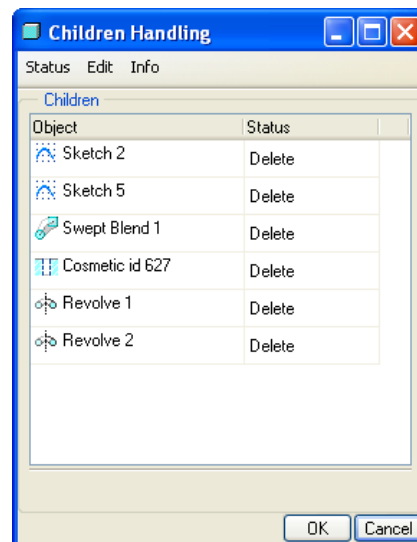 Children Handling
Status Edit Info
Children
Object Status
Sketch 2 Delete
Sketch 5 Delete
Swept Blend 1 Delete
Cosmetic id 627 Delete
Revolve 1 Delete
Revolve 2 Delete
OK Cancel